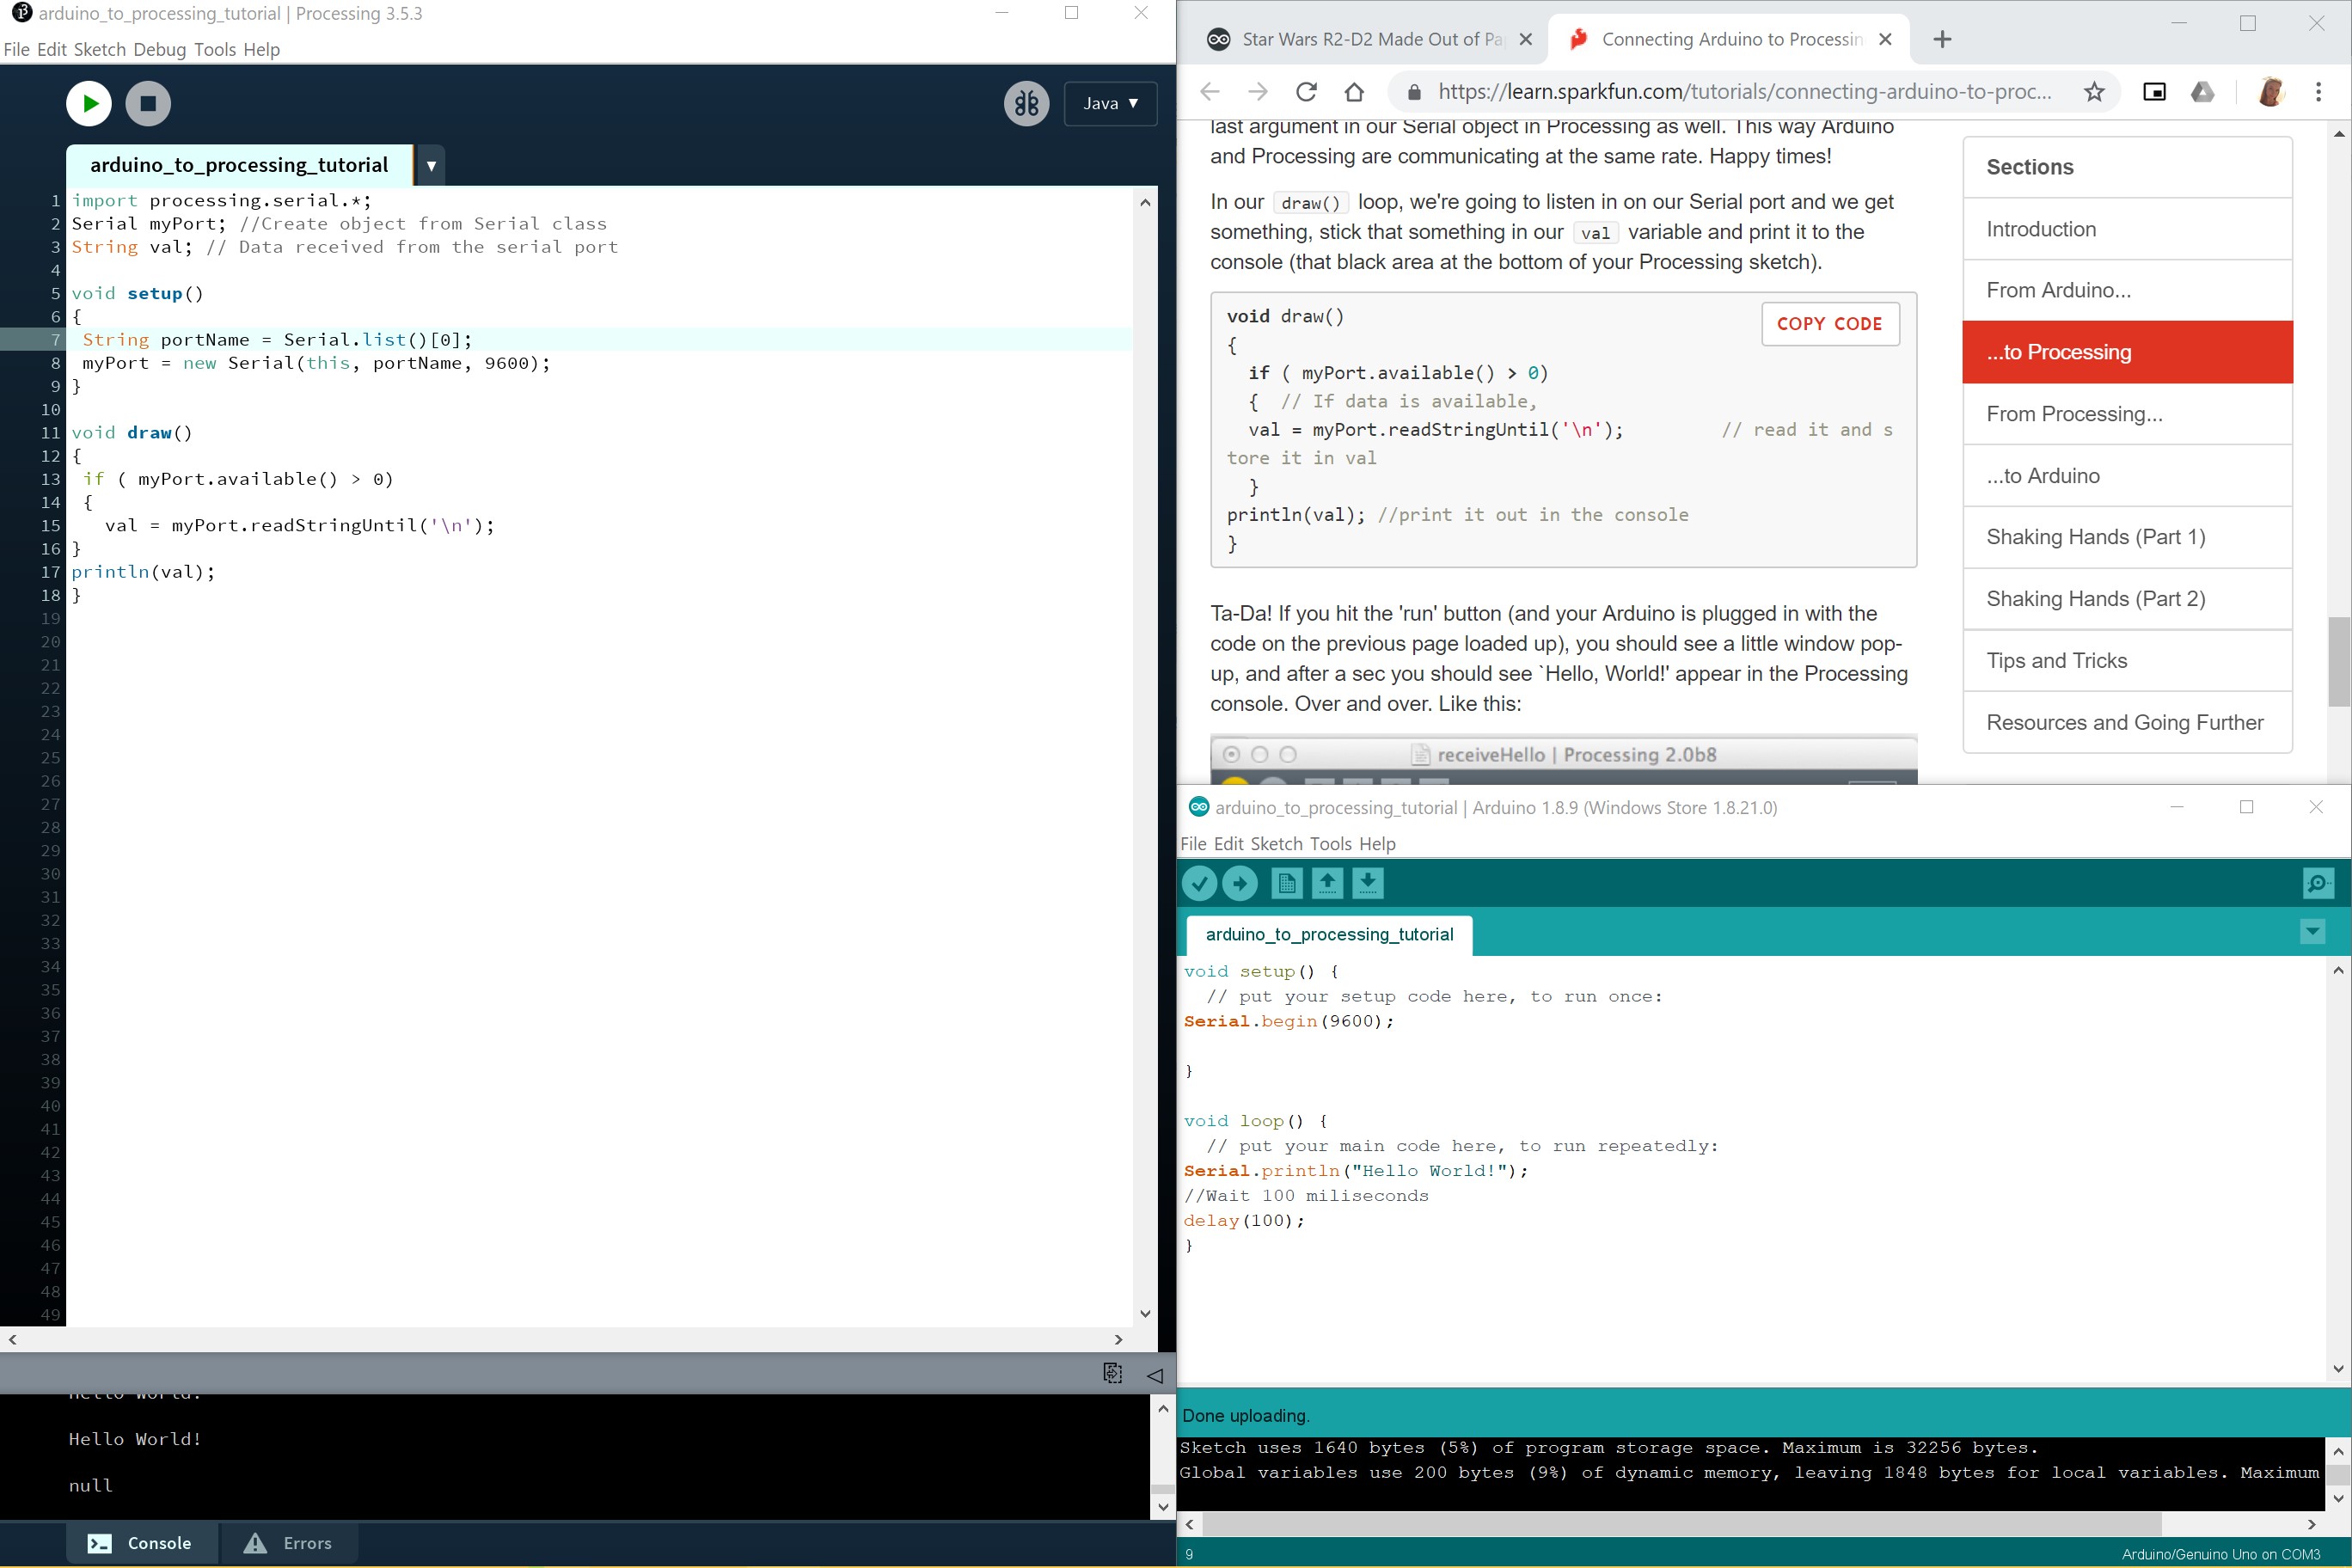 arduino_to_processing_tutorial | Processing 3.5.3
File Edit Sketch Debug Tools Help
Java ▼
arduino_to_processing_tutorial ▼
1 import processing.serial.*;
2 Serial myPort; //Create object from Serial class
3 String val; // Data received from the serial port
4
5 void setup()
6 {
7 String portName = Serial.list()[0];
8 myPort = new Serial(this, portName, 9600);
9 }
10
11 void draw()
12 {
13 if ( myPort.available() > 0)
14 {
15 val = myPort.readStringUntil('\n');
16 }
17 println(val);
18 }
19
20
21
22
23
24
25
26
27
28
29
30
31
32
33
34
35
36
37
38
39
40
41
42
43
44
45
46
47
48
49
Hello World!
Hello World!
null
Console
Errors
Star Wars R2-D2 Made Out of Pa
Connecting Arduino to Processin
https://learn.sparkfun.com/tutorials/connecting-arduino-to-proc...
last argument in our Serial object in Processing as well. This way Arduino
and Processing are communicating at the same rate. Happy times!
In our draw() loop, we're going to listen in on our Serial port and we get
something, stick that something in our val variable and print it to the
console (that black area at the bottom of your Processing sketch).
COPY CODE
void draw()
{
if ( myPort.available() > 0)
{ // If data is available,
val = myPort.readStringUntil('\n'); // read it and s
tore it in val
}
println(val); //print it out in the console
}
Ta-Da! If you hit the 'run' button (and your Arduino is plugged in with the
code on the previous page loaded up), you should see a little window pop-
up, and after a sec you should see `Hello, World!' appear in the Processing
console. Over and over. Like this:
receiveHello | Processing 2.0b8
Sections
Introduction
From Arduino...
...to Processing
From Processing...
...to Arduino
Shaking Hands (Part 1)
Shaking Hands (Part 2)
Tips and Tricks
Resources and Going Further
arduino_to_processing_tutorial | Arduino 1.8.9 (Windows Store 1.8.21.0)
File Edit Sketch Tools Help
arduino_to_processing_tutorial
void setup() {
// put your setup code here, to run once:
Serial.begin(9600);
}
void loop() {
// put your main code here, to run repeatedly:
Serial.println("Hello World!");
//Wait 100 miliseconds
delay(100);
}
Done uploading.
Sketch uses 1640 bytes (5%) of program storage space. Maximum is 32256 bytes.
Global variables use 200 bytes (9%) of dynamic memory, leaving 1848 bytes for local variables. Maximum
9
Arduino/Genuino Uno on COM3